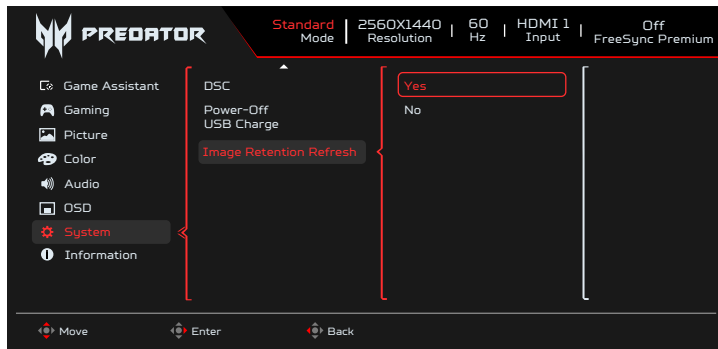 PREDATOR
Standard
Mode
2560X1440
Resolution
60
Hz
HDMI 1
Input
Off
FreeSync Premium
Game Assistant
Gaming
Picture
Color
Audio
OSD
System
Information
DSC
Power-Off
USB Charge
Image Retention Refresh
Yes
No
Move
Enter
Back